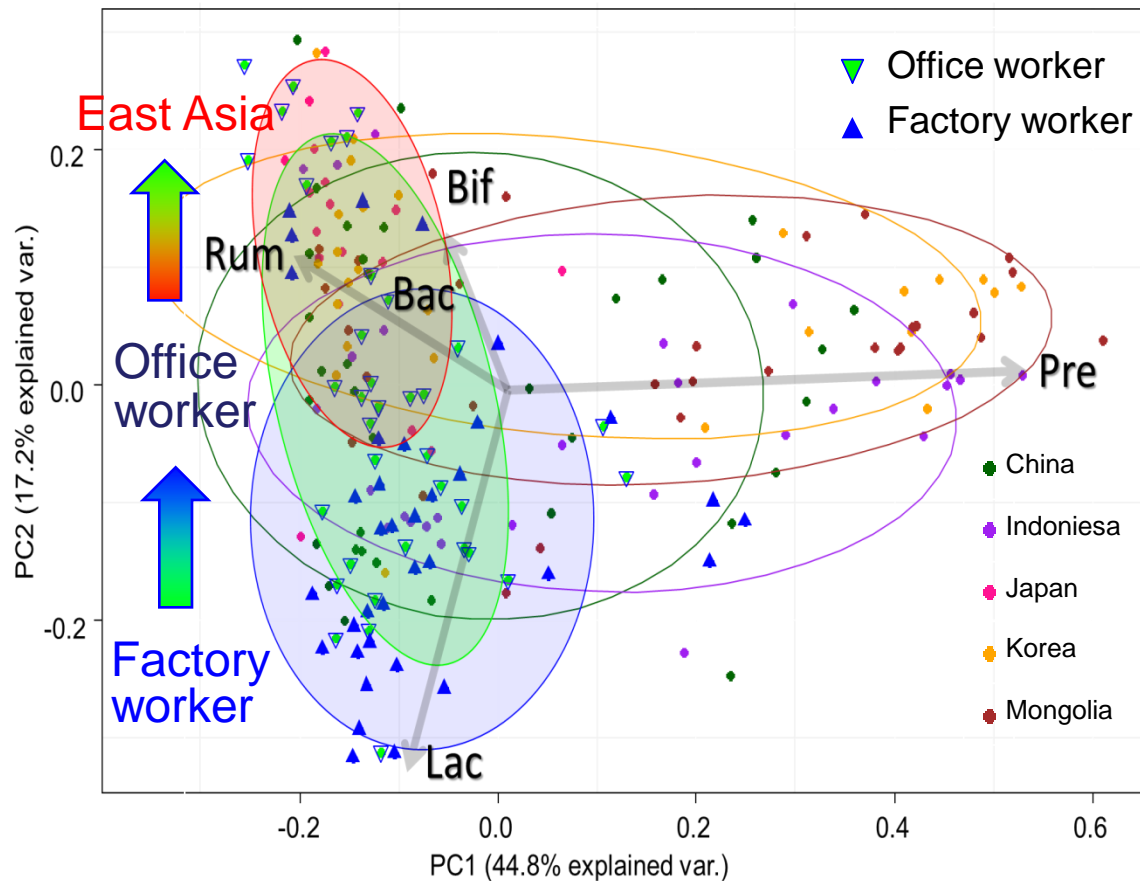 Office worker
Factory worker
East Asia
0.2
Bif
Rum
Bac
Office
worker
0.0
Pre
China
Indoniesa
Japan
-0.2
Factory
worker
Korea
Mongolia
Lac
PC2 (17.2% explained var.)
-0.2
0.0
0.2
0.4
0.6
PC1 (44.8% explained var.)